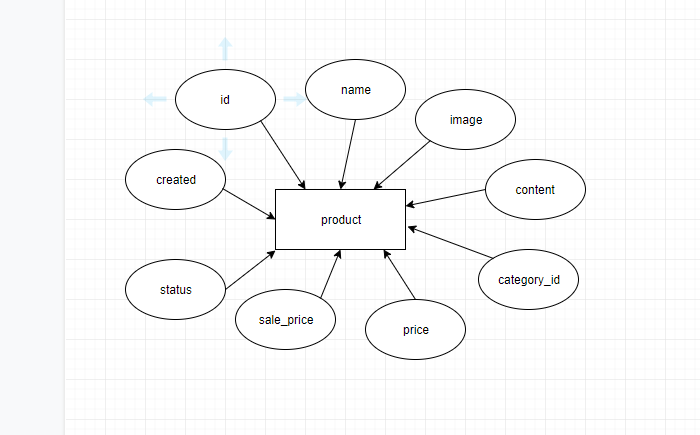 id
name
image
created
content
product
category_id
status
sale_price
price